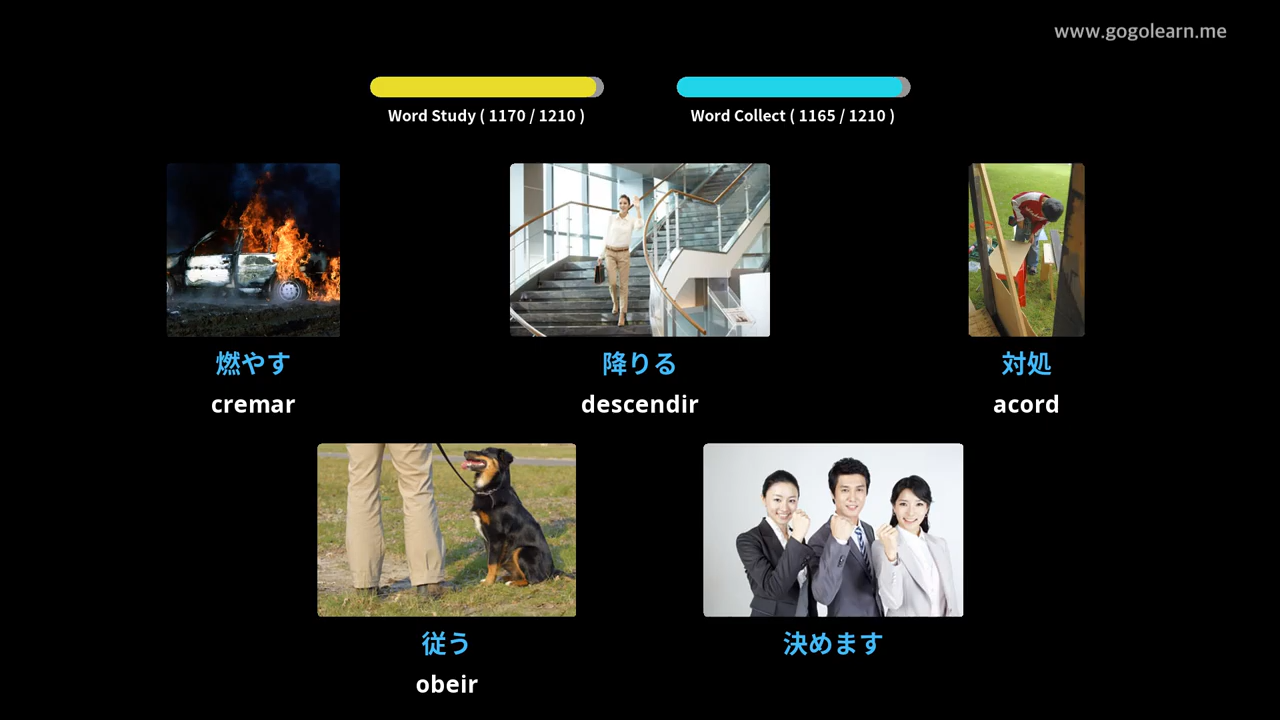 www.gogolearn.me
Word Study ( 1170 / 1210 )
Word Collect ( 1165 / 1210 )
燃やす
cremar
降りる
descendir
対処
acord
従う
obeir
決めます